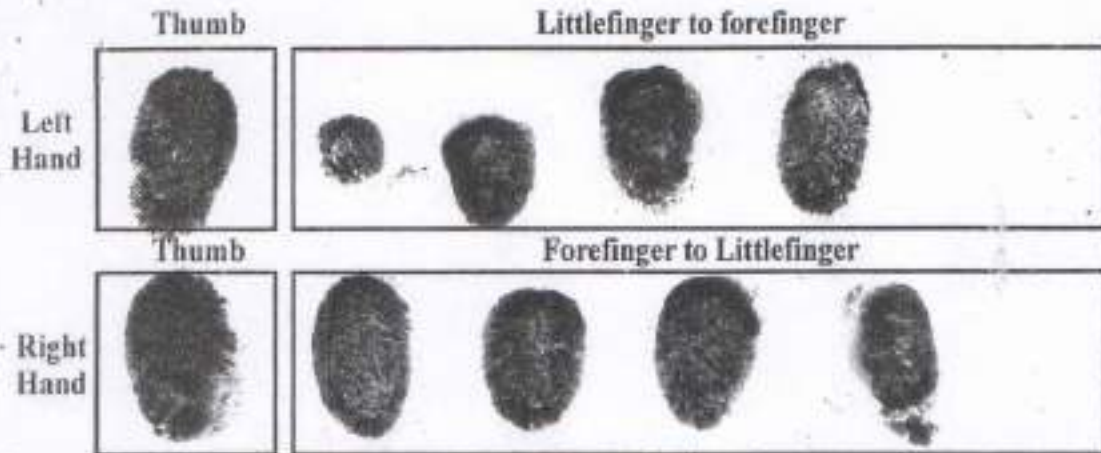 Thumb
Littlefinger to forefinger
Left
Hand
Thumb
Forefinger to Littlefinger
Right
Hand